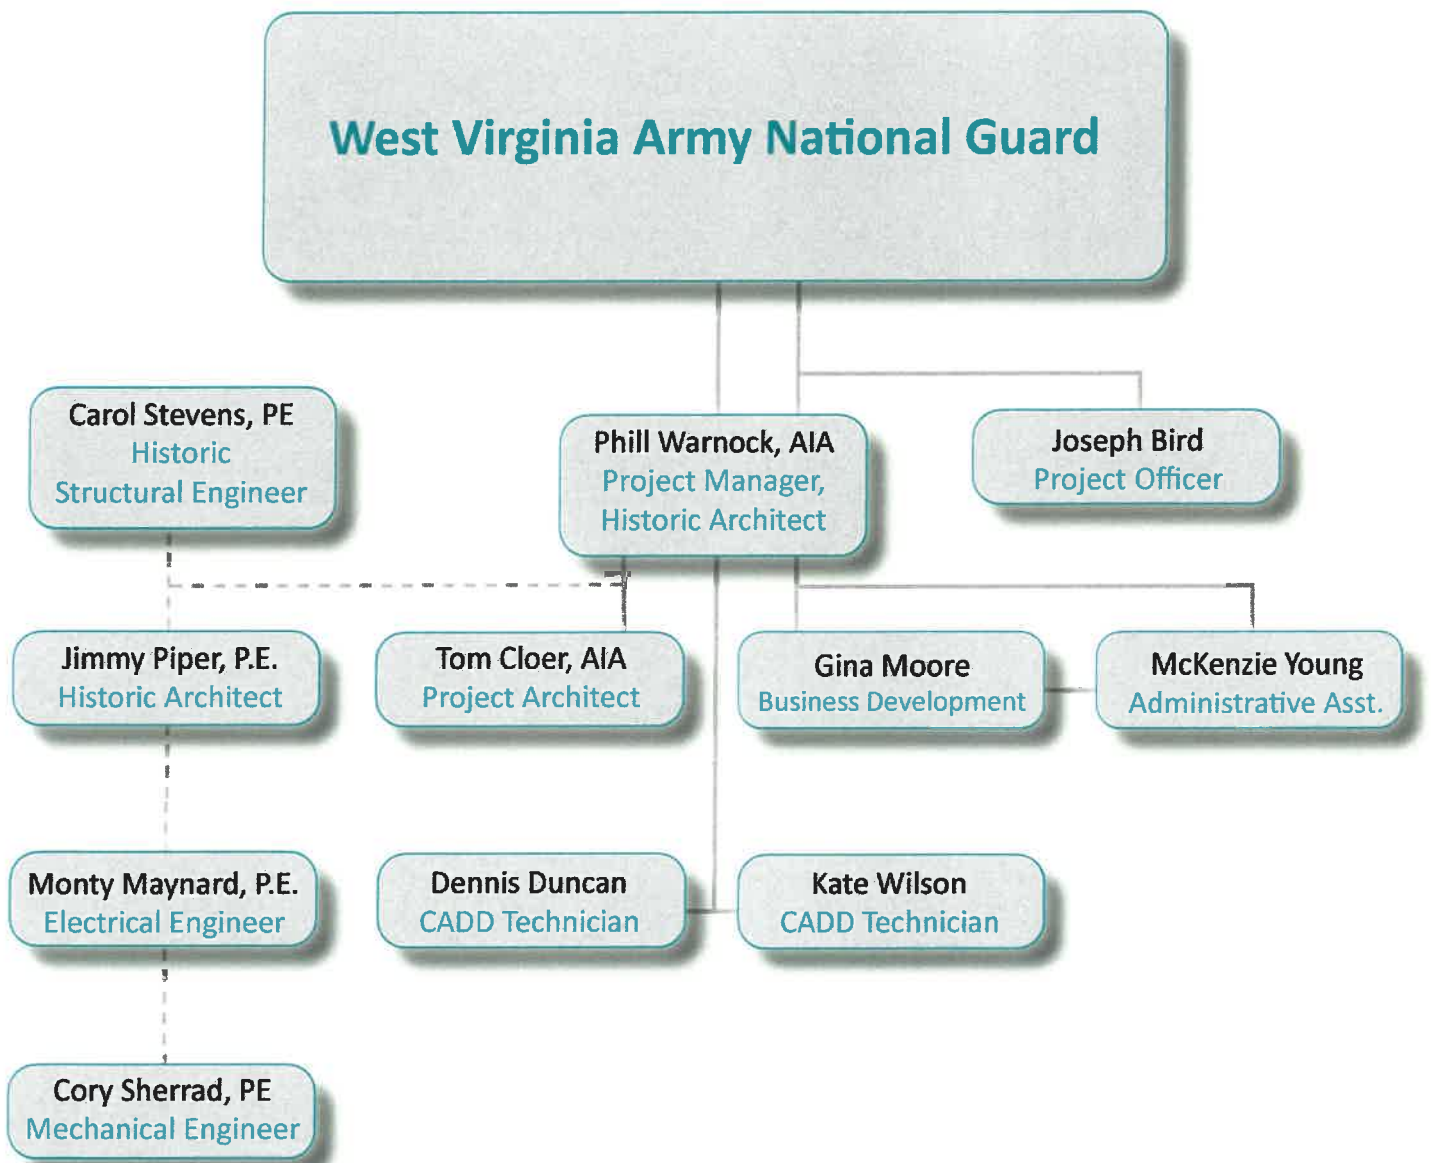 West Virginia Army National Guard
Carol Stevens, PE
Historic
Structural Engineer
Phill Warnock, AIA
Project Manager,
Historic Architect
Joseph Bird
Project Officer
Jimmy Piper, P.E.
Historic Architect
Tom Cloer, AIA
Project Architect
Gina Moore
Business Development
McKenzie Young
Administrative Asst.
Monty Maynard, P.E.
Electrical Engineer
Dennis Duncan
CADD Technician
Kate Wilson
CADD Technician
Cory Sherrad, PE
Mechanical Engineer